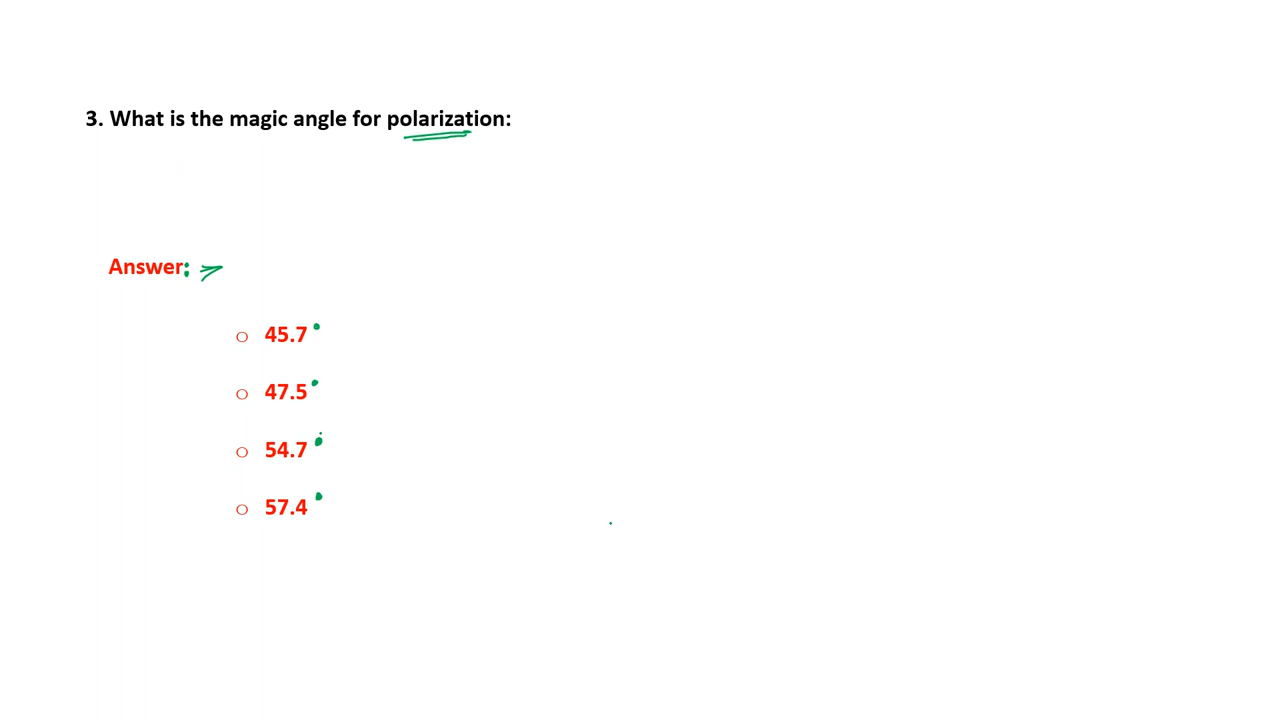 3. What is the magic angle for polarization:
Answer:
o 45.7°
o 47.5°
o 54.7°
o 57.4°